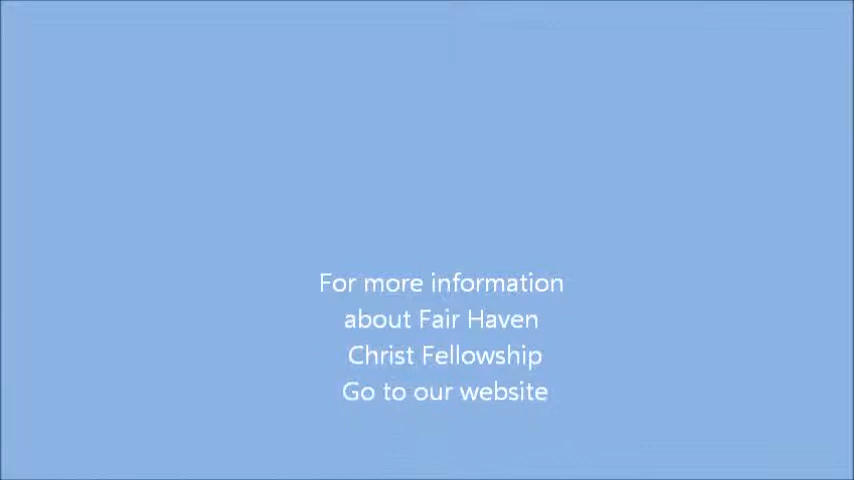 For more information
about Fair Haven
Christ Fellowship
Go to our website